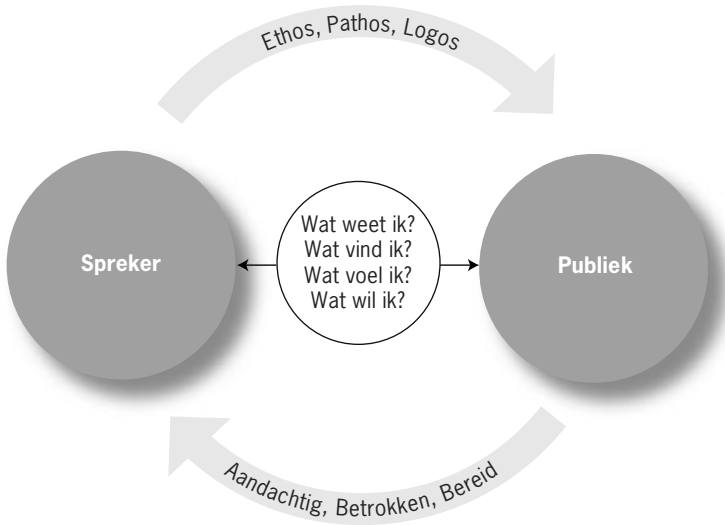 Ethos, Pathos, Logos
Spreker
Wat weet ik?
Wat vind ik?
Wat voel ik?
Wat wil ik?
Publiek
Aandachtig, Betrokken, Bereid